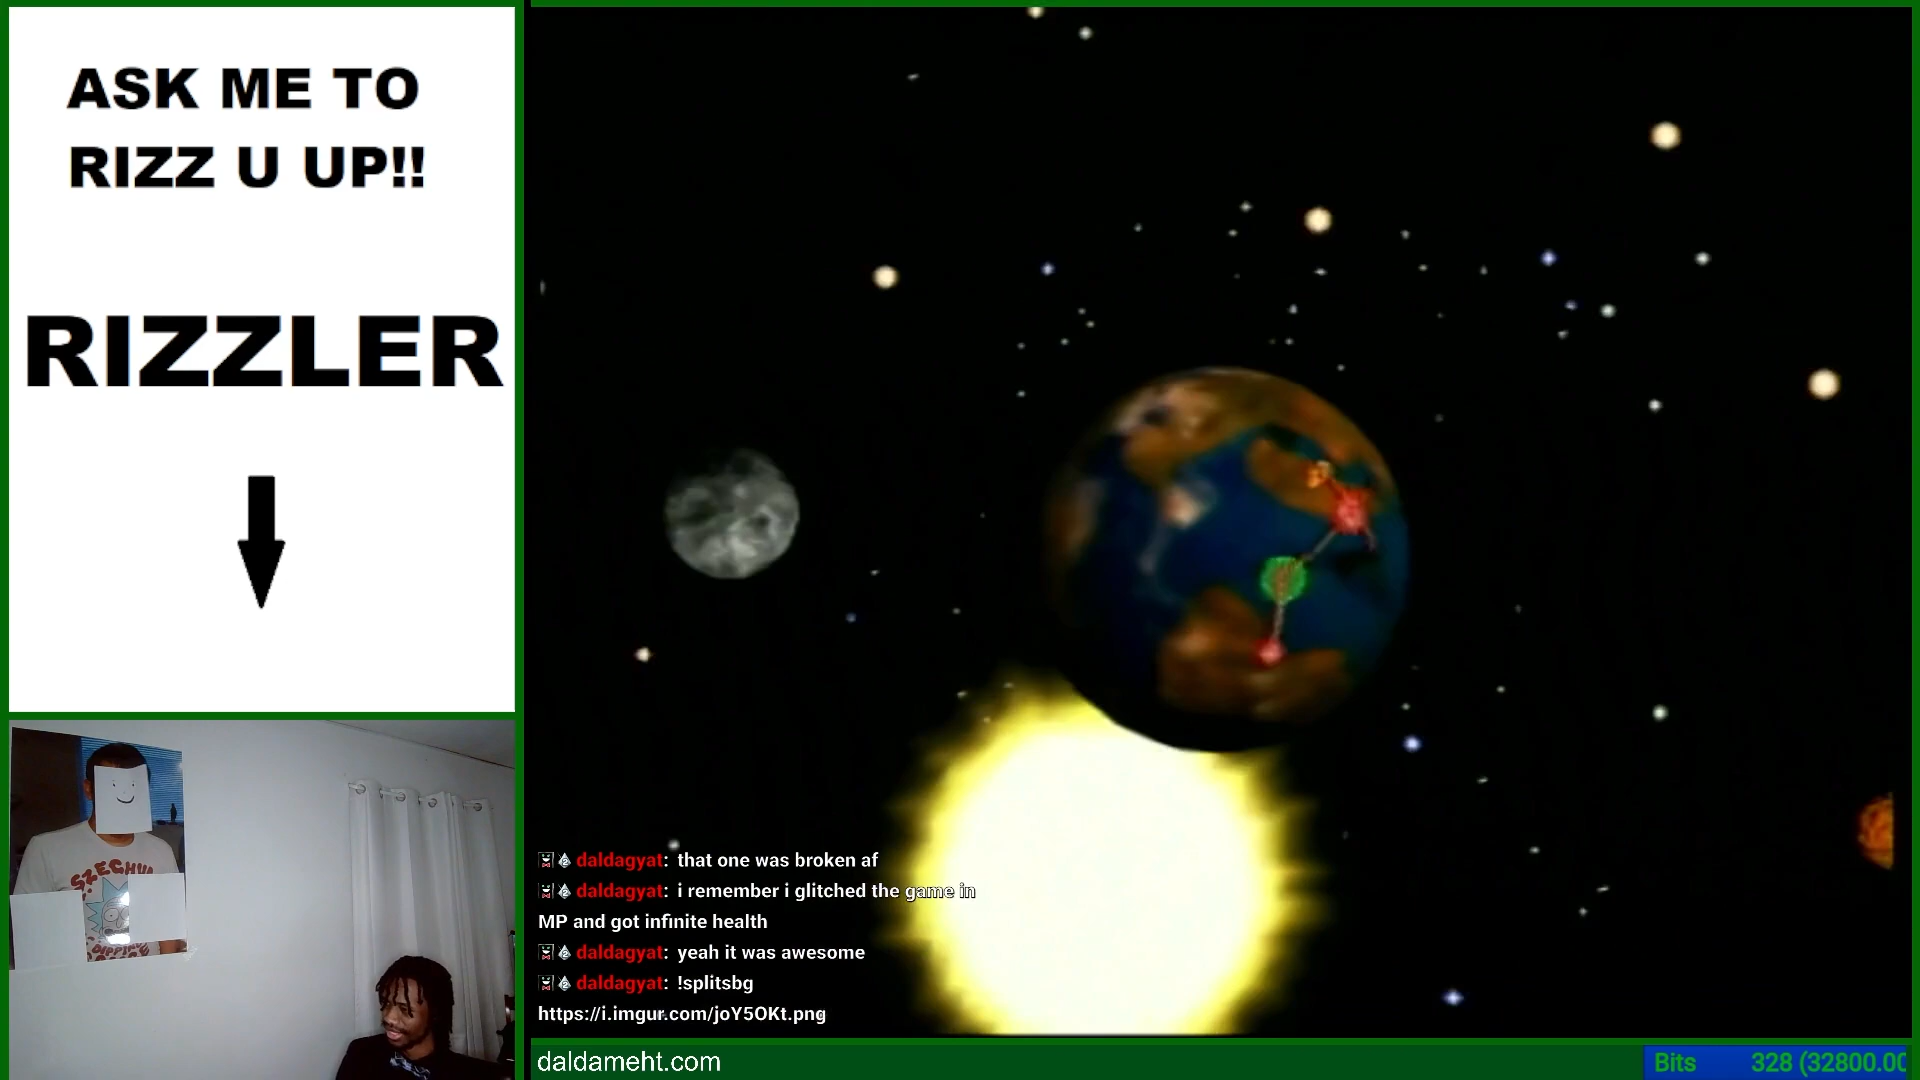 ASK ME TO
RIZZ U UP!!
RIZZLER
SZECHU
DIPPING
daldagyat: that one was broken af
daldagyat: i remember i glitched the game in
MP and got infinite health
daldagyat: yeah it was awesome
daldagyat: !splitsbg
https://i.imgur.com/joY5OKt.png
daldameht.com
Bits 328 (32800.00